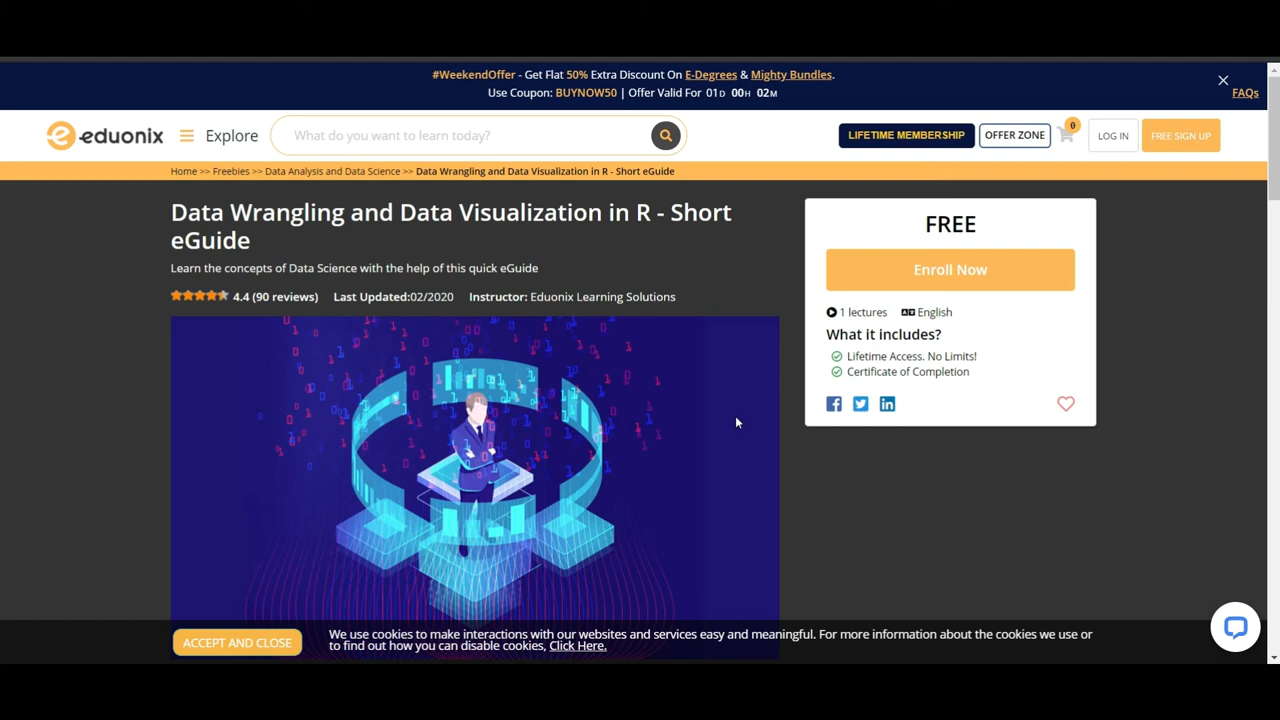 #WeekendOffer - Get Flat 50% Extra Discount On E-Degrees & Mighty Bundles.
Use Coupon: BUYNOW50 | Offer Valid For 01D 00H 02M
FAQs
eduonix
Explore
What do you want to learn today?
LIFETIME MEMBERSHIP
OFFER ZONE
0
LOG IN
FREE SIGN UP
Home >> Freebies >> Data Analysis and Data Science >> Data Wrangling and Data Visualization in R - Short eGuide
Data Wrangling and Data Visualization in R - Short
eGuide
Learn the concepts of Data Science with the help of this quick eGuide
4.4 (90 reviews) Last Updated:02/2020 Instructor: Eduonix Learning Solutions
FREE
Enroll Now
1 lectures English
What it includes?
Lifetime Access. No Limits!
Certificate of Completion
ACCEPT AND CLOSE
We use cookies to make interactions with our websites and services easy and meaningful. For more information about the cookies we use or
to find out how you can disable cookies, Click Here.